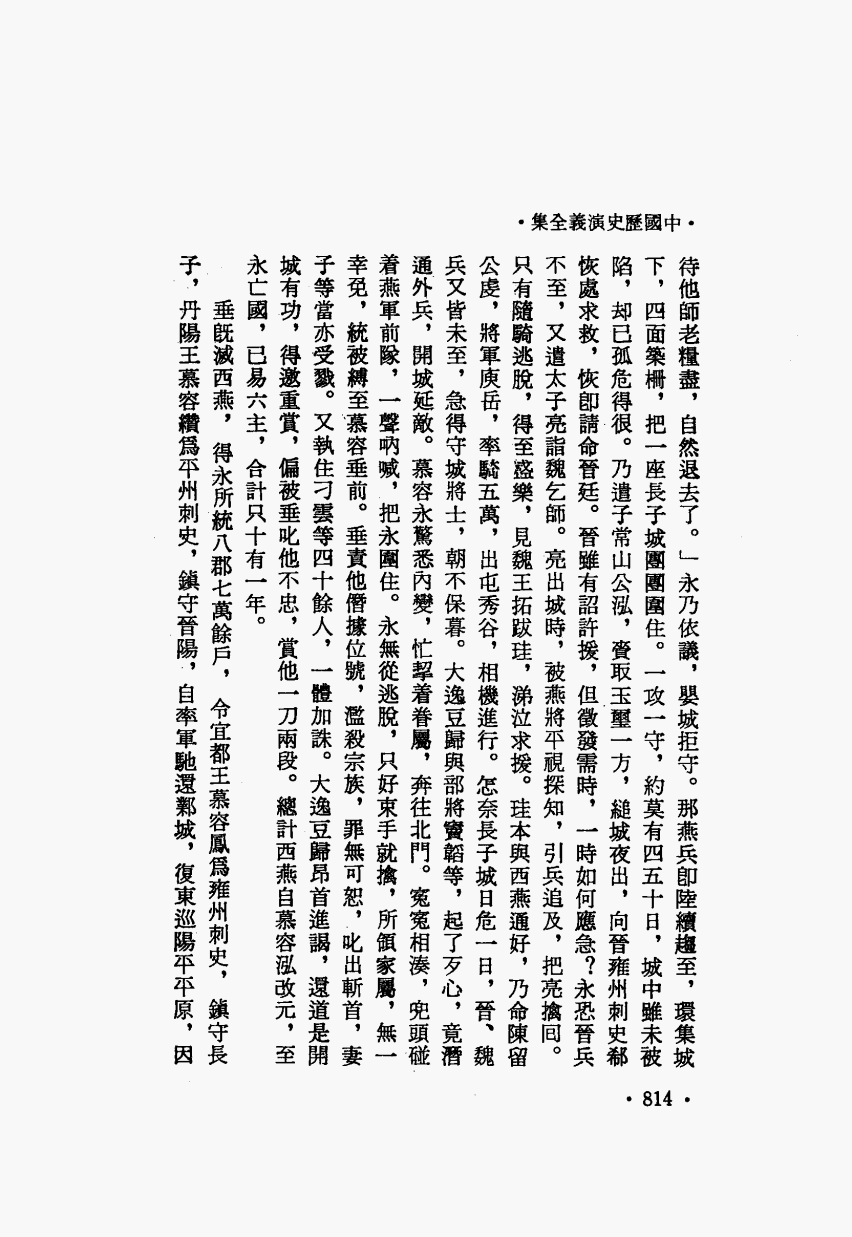 ·中國歷史演義全集·
待他師老糧盡，自然退去了。」永乃依議，嬰城拒守。那燕兵卽陸續趨至，環集城
下，四面築柵，把一座長子城團團圍住。一攻一守，約莫有四五十日，城中雖未被
陷，却已孤危得很。乃遣子常山公泓，賫取玉璽一方，縋城夜出，向晉雍州刺史郗
恢處求救，恢卽請命晉廷。晉雖有詔許援，但徵發需時，一時如何應急？永恐晉兵
不至，又遣太子亮詣魏乞師。亮出城時，被燕將平視探知，引兵追及，把亮擒回。
只有隨騎逃脫，得至盛樂，見魏王拓跋珪，涕泣求援。珪本與西燕通好，乃命陳留
公虔，將軍庾岳，率騎五萬，出屯秀谷，相機進行。怎奈長子城日危一日，晉、魏
兵又皆未至，急得守城將士，朝不保暮。大逸豆歸與部將竇韜等，起了歹心，竟潛
通外兵，開城延敵。慕容永驚悉內變，忙挈着眷屬，奔往北門。寃寃相湊，兜頭碰
着燕軍前隊，一聲吶喊，把永圍住。永無從逃脫，只好束手就擒，所領家屬，無一
幸免，統被縛至慕容垂前。垂責他僭據位號，濫殺宗族，罪無可恕，叱出斬首，妻
子等當亦受戮。又執住刁雲等四十餘人，一體加誅。大逸豆歸昂首進謁，還道是開
城有功，得邀重賞，偏被垂叱他不忠，賞他一刀兩段。總計西燕自慕容泓改元，至
永亡國，已易六主，合計只十有一年。
垂旣滅西燕，得永所統八郡七萬餘戶，令宜都王慕容鳳爲雍州刺史，鎮守長
子，丹陽王慕容纘爲平州刺史，鎮守晉陽，自率軍馳還鄴城，復東巡陽平平原，因
·814·